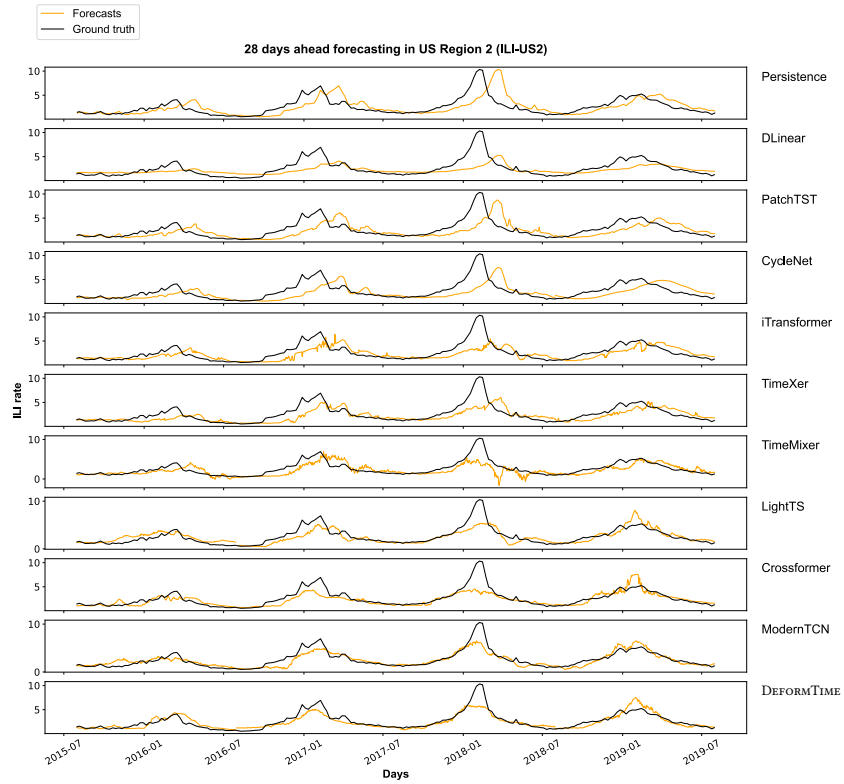 Forecasts
Ground truth
28 days ahead forecasting in US Region 2 (ILI-US2)
10
5
Persistence
10
5
DLinear
10
5
PatchTST
10
5
CycleNet
10
5
iTransformer
10
5
TimeXer
10
0
TimeMixer
10
0
LightTS
10
5
Crossformer
10
0
ModernTCN
10
5
DEFORMTIME
ILI rate
2015-07
2016-01
2016-07
2017-01
2017-07
2018-01
2018-07
2019-01
2019-07
Days